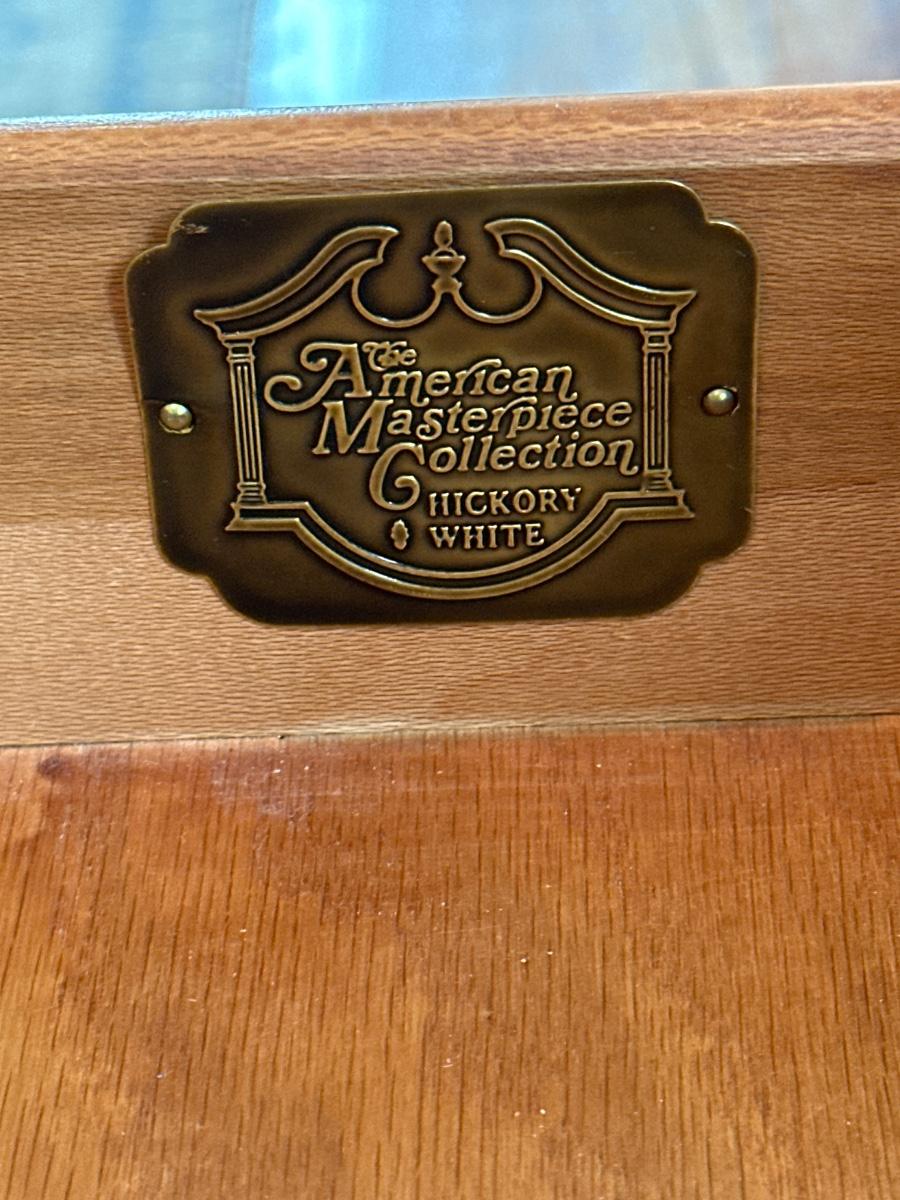 The
American
Masterpiece
Collection
HICKORY
WHITE